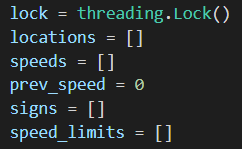 lock = threading.Lock()
locations = []
speeds = []
prev_speed = 0
signs = []
speed_limits = []